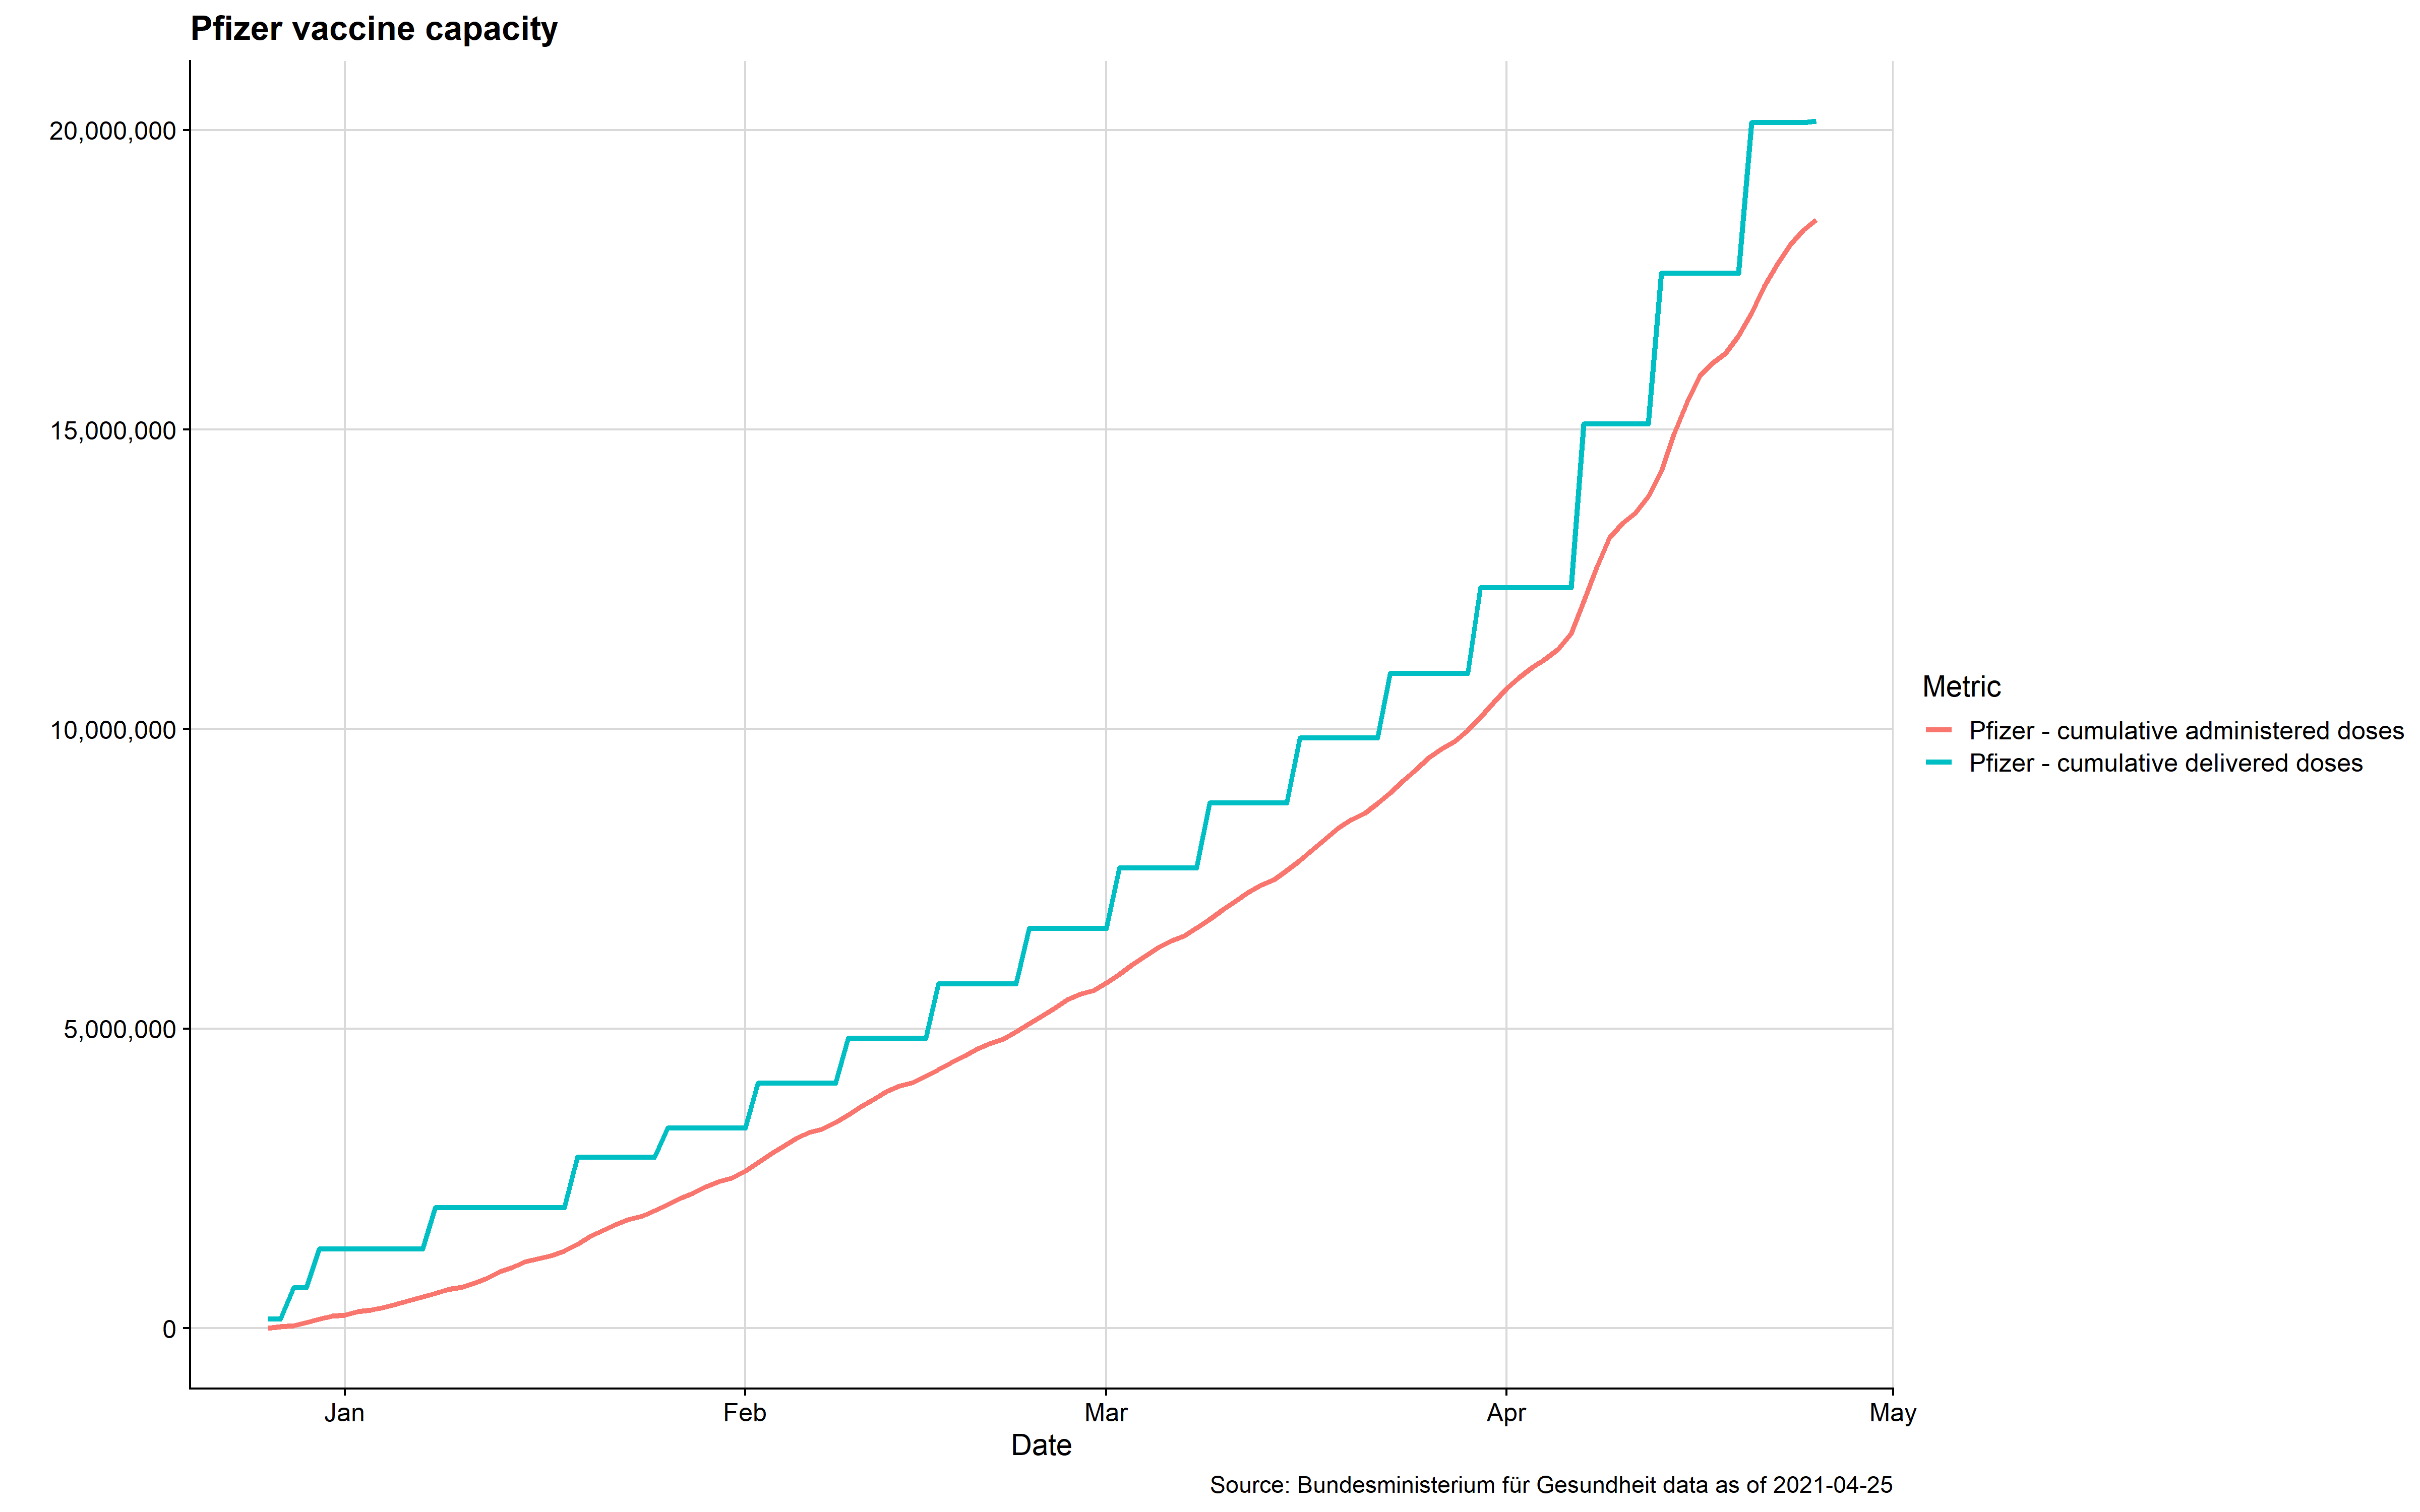 Pfizer vaccine capacity
20,000,000
15,000,000
10,000,000
5,000,000
0
Jan
Feb
Mar
Apr
May
Date
Metric
Pfizer - cumulative administered doses
Pfizer - cumulative delivered doses
Source: Bundesministerium für Gesundheit data as of 2021-04-25